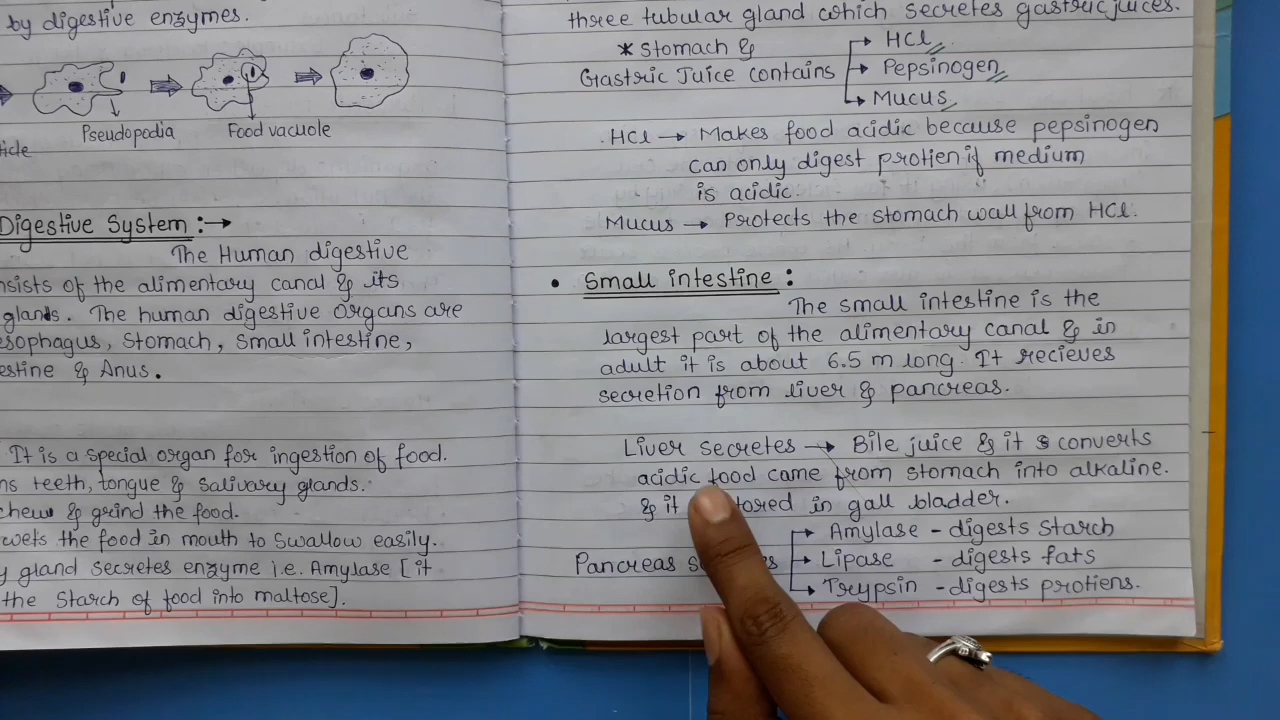 by digestive enzymes.
Pseudopodia
Food vacuole
Digestive System :→
The Human digestive
of the alimentary canal & its
glands. The human digestive organs are
Stomach, Small intestine,
& Anus.
It is a special organ for ingestion of food.
teeth, tongue & Salivary glands.
chew & grind the food.
wets the food in mouth to swallow easily.
gland secretes enzyme i.e. Amylase [it
the Starch of food into maltose].
three tubular gland which secretes gastric juices.
* Stomach &
Gastric Juice contains
→ HCl
→ Pepsinogen
→ Mucus
HCl → Makes food acidic because pepsinogen
can only digest protien if medium
is acidic.
Mucus → Protects the stomach wall from HCl.
• Small intestine :
The small intestine is the
largest part of the alimentary canal & in
adult it is about 6.5 m long. It recieves
secretion from liver & pancreas.
Liver secretes → Bile juice & it converts
acidic food came from stomach into alkaline.
& it in gall bladder.
Pancreas
→ Amylase - digests Starch
→ Lipase - digests fats
→ Trypsin - digests protiens.